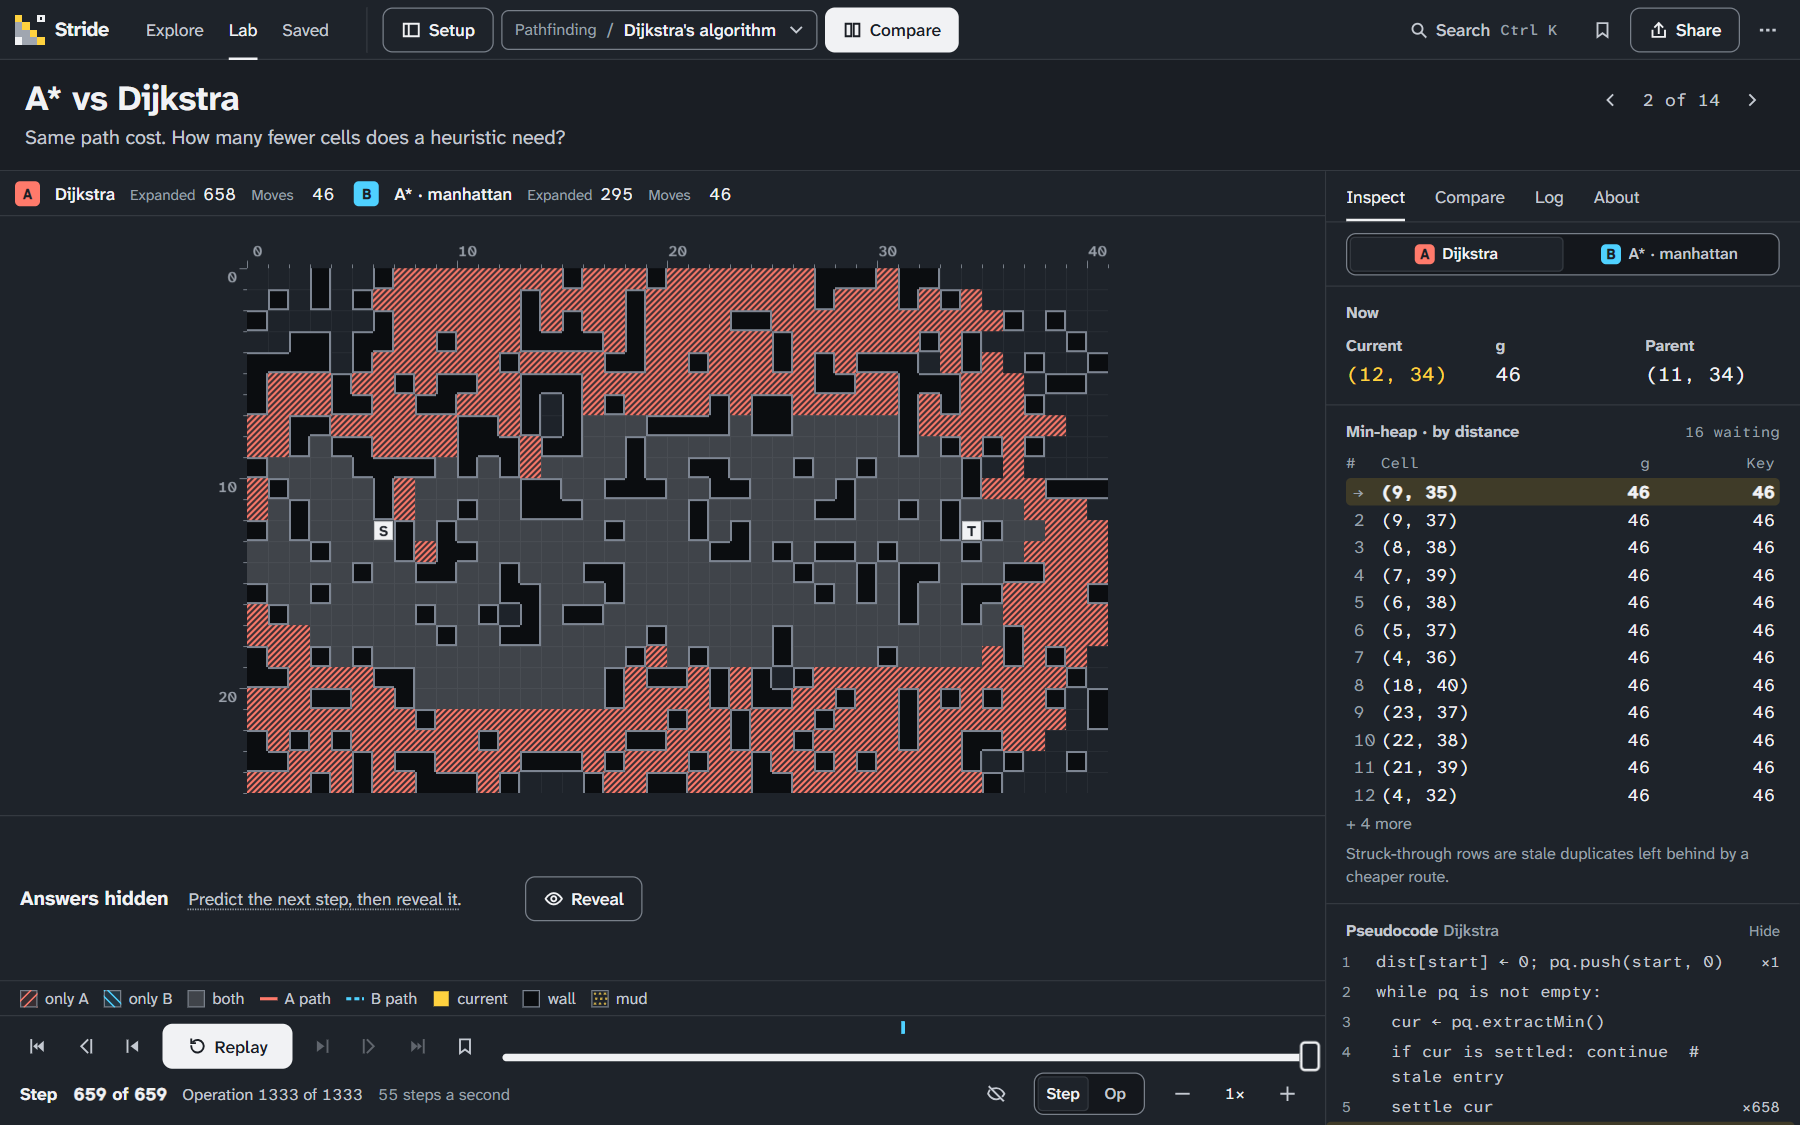 Stride
Explore
Lab
Saved
Setup
Pathfinding / Dijkstra's algorithm
Compare
Search Ctrl K
Share
A* vs Dijkstra
Same path cost. How many fewer cells does a heuristic need?
2 of 14
A Dijkstra Expanded 658 Moves 46 B A* · manhattan Expanded 295 Moves 46
0 10 20 30 40
0
10
20
S
T
Answers hidden Predict the next step, then reveal it. Reveal
only A only B both A path B path current wall mud
Replay
Step 659 of 659 Operation 1333 of 1333 55 steps a second
Step Op
− 1× +
Inspect Compare Log About
A Dijkstra B A* · manhattan
Now
Current g Parent
(12, 34) 46 (11, 34)
Min-heap · by distance 16 waiting
# Cell g Key
→ (9, 35) 46 46
2 (9, 37) 46 46
3 (8, 38) 46 46
4 (7, 39) 46 46
5 (6, 38) 46 46
6 (5, 37) 46 46
7 (4, 36) 46 46
8 (18, 40) 46 46
9 (23, 37) 46 46
10 (22, 38) 46 46
11 (21, 39) 46 46
12 (4, 32) 46 46
+ 4 more
Struck-through rows are stale duplicates left behind by a
cheaper route.
Pseudocode Dijkstra Hide
1 dist[start] ← 0; pq.push(start, 0) ×1
2 while pq is not empty:
3 cur ← pq.extractMin()
4 if cur is settled: continue #
stale entry
5 settle cur ×658